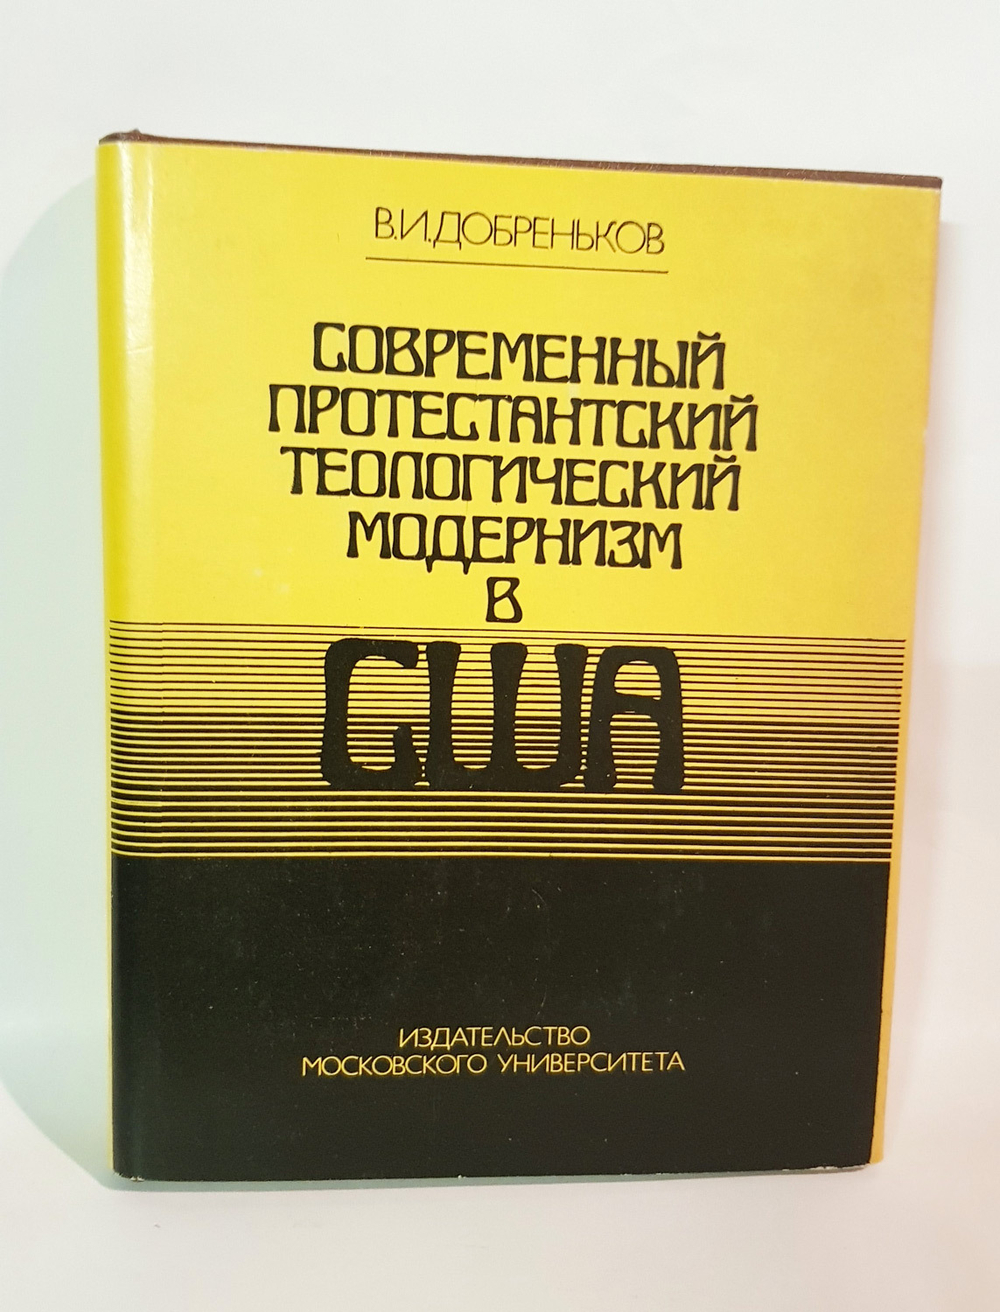 В.И.ДОБРЕНЬКОВ
СОВРЕМЕННЫЙ
ПРОТЕСТАНТСКИЙ
ТЕОЛОГИЧЕСКИЙ
МОДЕРНИЗМ
В
США
ИЗДАТЕЛЬСТВО
МОСКОВСКОГО УНИВЕРСИТЕТА